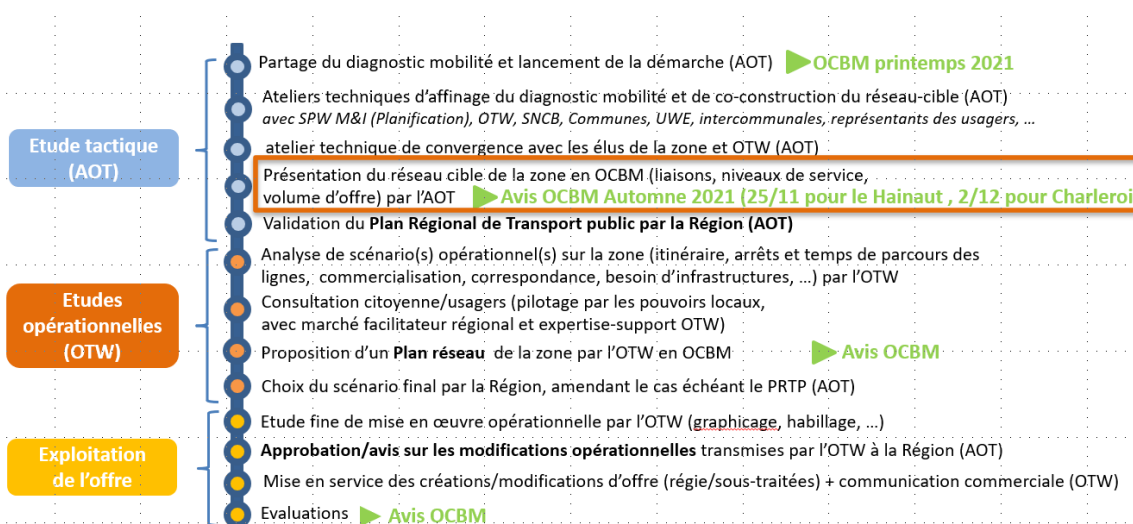 Partage du diagnostic mobilité et lancement de la démarche (AOT) OCBM printemps 2021
Ateliers techniques d'affinage du diagnostic mobilité et de co-construction du réseau-cible (AOT)
avec SPW M&I (Planification), OTW, SNCB, Communes, UWE, intercommunales, représentants des usagers, ...
Etude tactique
(AOT)
atelier technique de convergence avec les élus de la zone et OTW (AOT)
Présentation du réseau cible de la zone en OCBM (liaisons, niveaux de service,
volume d'offre) par l'AOT Avis OCBM Automne 2021 (25/11 pour le Hainaut , 2/12 pour Charleroi
Validation du Plan Régional de Transport public par la Région (AOT)
Analyse de scénario(s) opérationnel(s) sur la zone (itinéraire, arrêts et temps de parcours des
lignes, commercialisation, correspondance, besoin d'infrastructures, ...) par l'OTW
Etudes
opérationnelles
(OTW)
Consultation citoyenne/usagers (pilotage par les pouvoirs locaux,
avec marché facilitateur régional et expertise-support OTW)
Proposition d'un Plan réseau de la zone par l'OTW en OCBM Avis OCBM
Choix du scénario final par la Région, amendant le cas échéant le PRTP (AOT)
Etude fine de mise en œuvre opérationnelle par l'OTW (graphicage, habillage, ...)
Exploitation
de l'offre
Approbation/avis sur les modifications opérationnelles transmises par l'OTW à la Région (AOT)
Mise en service des créations/modifications d'offre (régie/sous-traitées) + communication commerciale (OTW)
Evaluations Avis OCBM